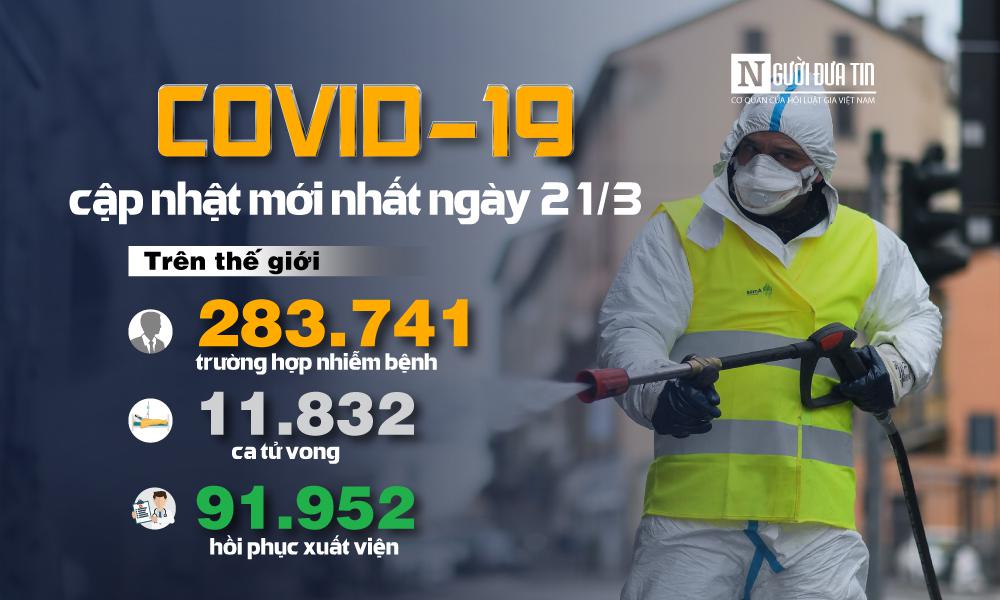 NGƯỜI ĐƯA TIN
CƠ QUAN CỦA HỘI LUẬT GIA VIỆT NAM
COVID-19
cập nhật mới nhất ngày 21/3
Trên thế giới
283.741
trường hợp nhiễm bệnh
11.832
ca tử vong
91.952
hồi phục xuất viện